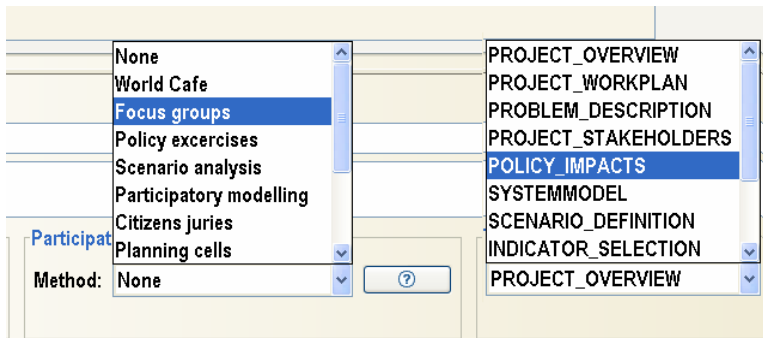 None
World Cafe
Focus groups
Policy excercises
Scenario analysis
Participatory modelling
Citizens juries
Planning cells
Participat
Method: None
PROJECT_OVERVIEW
PROJECT_WORKPLAN
PROBLEM_DESCRIPTION
PROJECT_STAKEHOLDERS
POLICY_IMPACTS
SYSTEMMODEL
SCENARIO_DEFINITION
INDICATOR_SELECTION
PROJECT_OVERVIEW